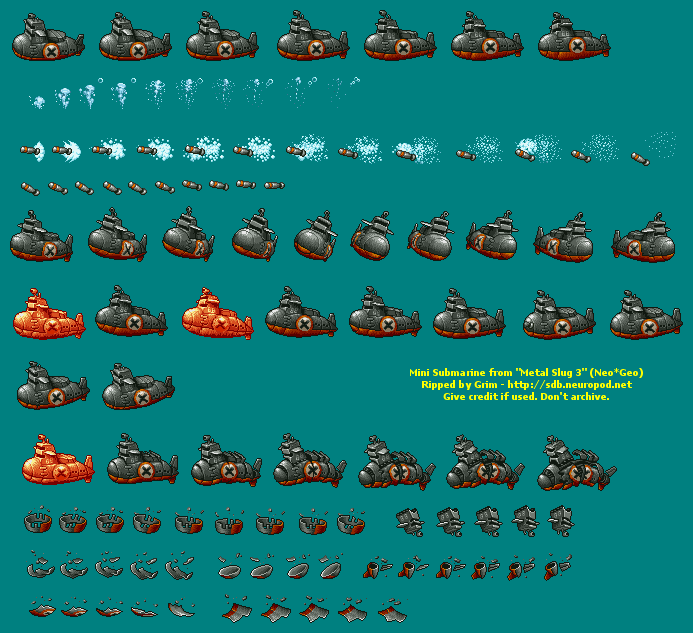 Mini Submarine from "Metal Slug 3" (Neo*Geo)
Ripped by Grim - http://sdb.neuropod.net
Give credit if used. Don't archive.